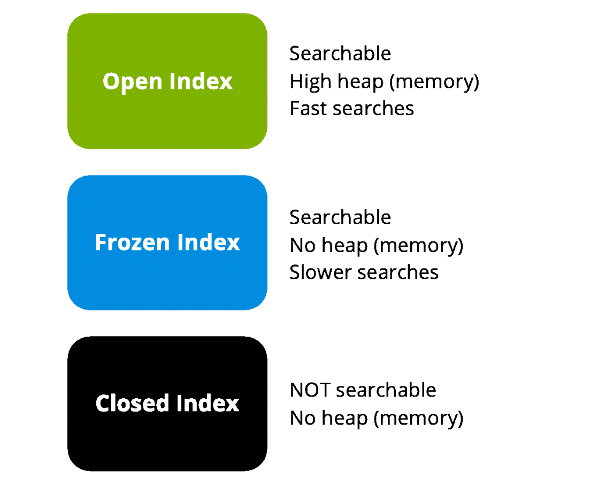 Open Index
Searchable
High heap (memory)
Fast searches
Frozen Index
Searchable
No heap (memory)
Slower searches
Closed Index
NOT searchable
No heap (memory)